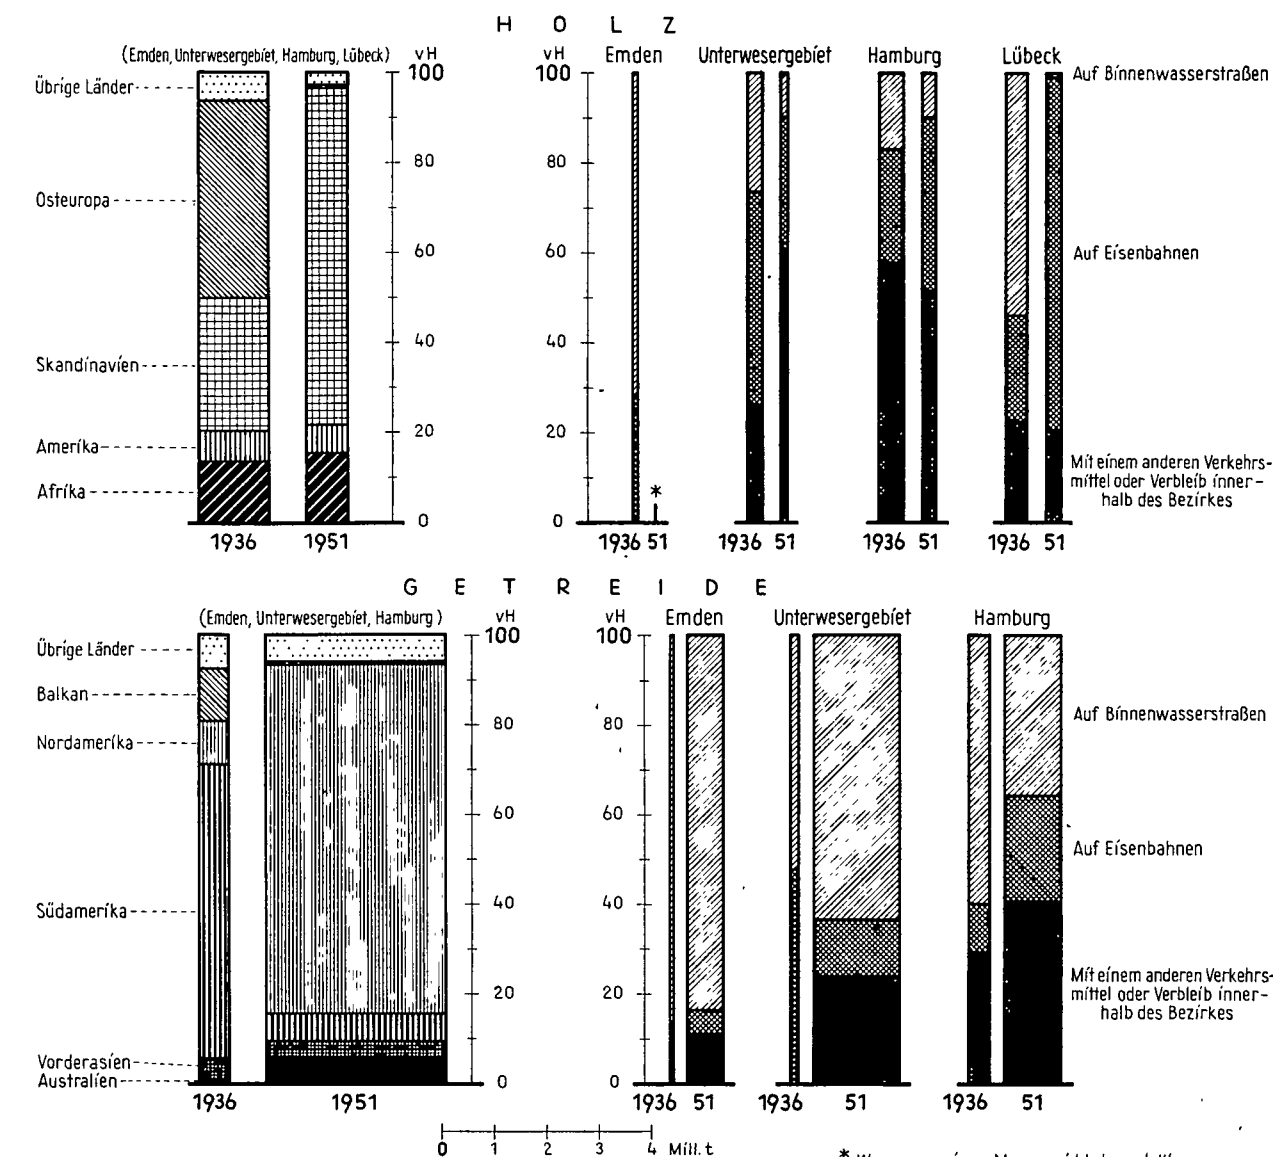 H O L Z
(Emden, Unterwesergebiet, Hamburg, Lübeck)
vH
100
80
60
40
20
0
Übrige Länder
Osteuropa
Skandinavien
Amerika
Afrika
1936 1951
vH
100
80
60
40
20
0
Emden Unterwesergebiet Hamburg Lübeck
*
1936 51 1936 51 1936 51 1936 51
Auf Binnenwasserstraßen
Auf Eisenbahnen
Mit einem anderen Verkehrs-
mittel oder Verbleib inner-
halb des Bezirkes
G E T R E I D E
(Emden, Unterwesergebiet, Hamburg)
vH
100
80
60
40
20
0
Übrige Länder
Balkan
Nordamerika
Südamerika
Vorderasien
Australien
1936 1951
vH
100
80
60
40
20
0
Emden Unterwesergebiet Hamburg
1936 51 1936 51 1936 51
Auf Binnenwasserstraßen
Auf Eisenbahnen
Mit einem anderen Verkehrs-
mittel oder Verbleib inner-
halb des Bezirkes
0 1 2 3 4 Mill. t
*